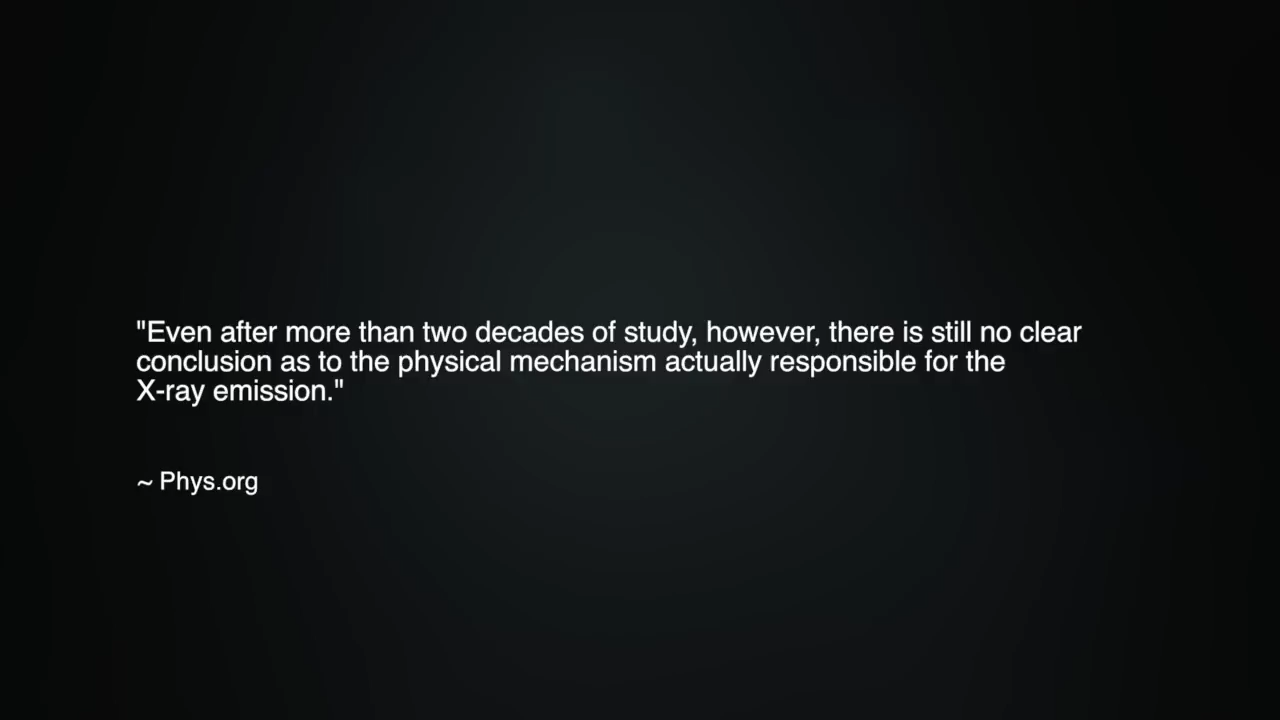 "Even after more than two decades of study, however, there is still no clear
conclusion as to the physical mechanism actually responsible for the
X-ray emission."
~ Phys.org